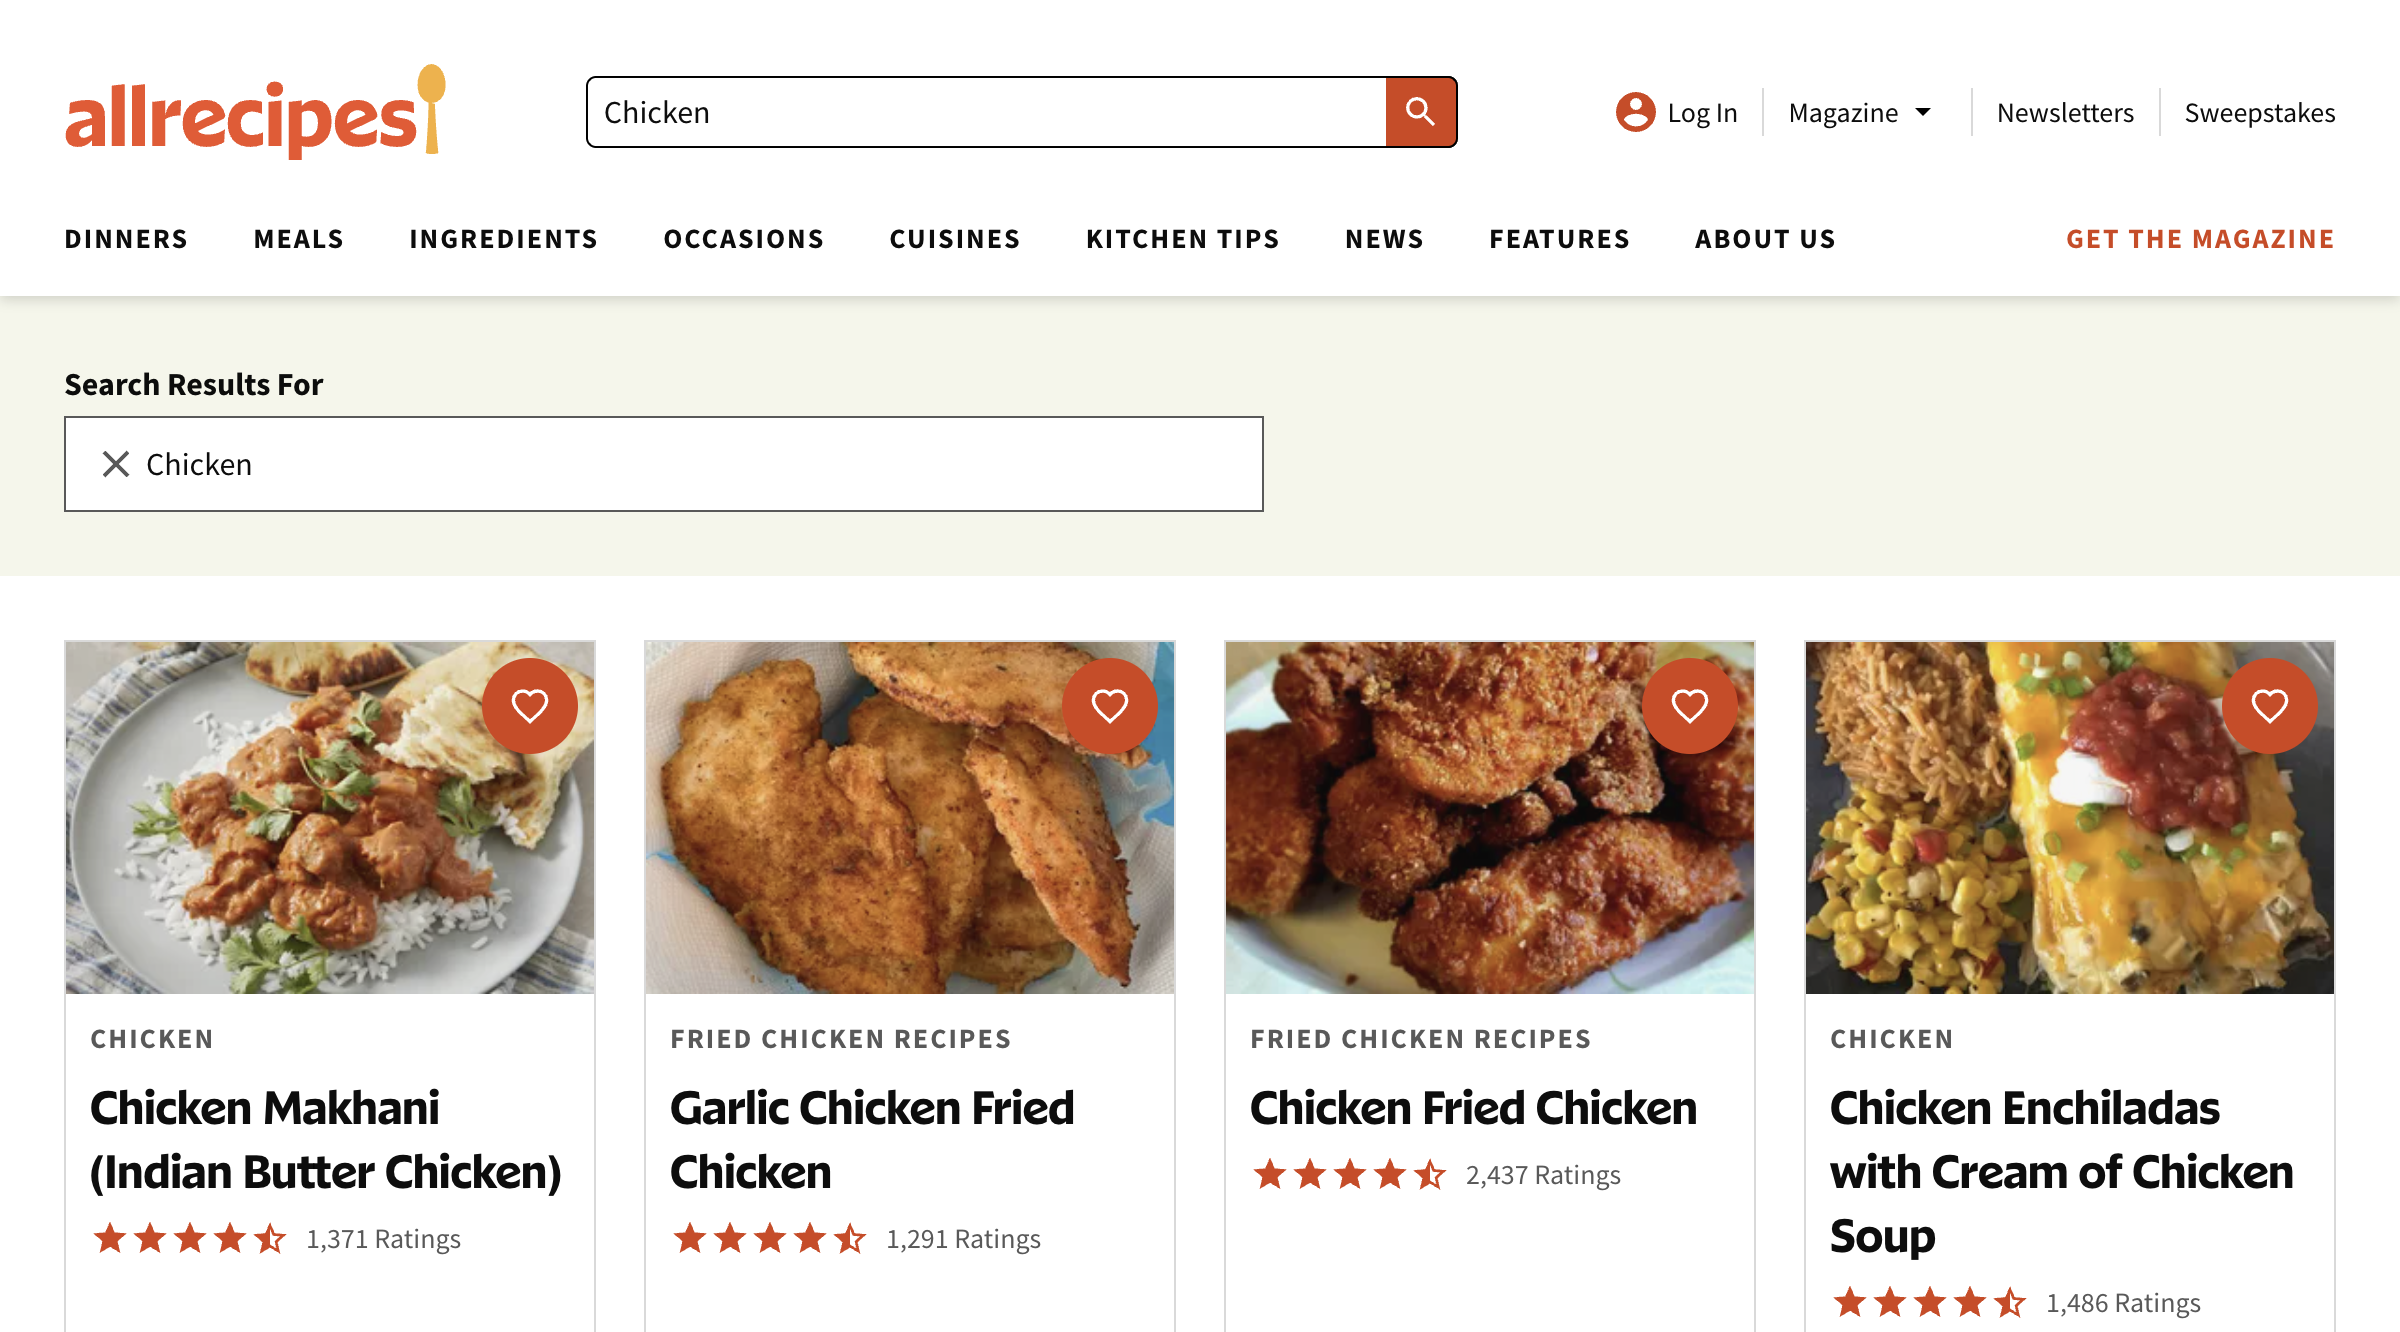 allrecipes
Chicken
Log In
Magazine
Newsletters
Sweepstakes
DINNERS
MEALS
INGREDIENTS
OCCASIONS
CUISINES
KITCHEN TIPS
NEWS
FEATURES
ABOUT US
GET THE MAGAZINE
Search Results For
Chicken
CHICKEN
Chicken Makhani
(Indian Butter Chicken)
1,371 Ratings
FRIED CHICKEN RECIPES
Garlic Chicken Fried
Chicken
1,291 Ratings
FRIED CHICKEN RECIPES
Chicken Fried Chicken
2,437 Ratings
CHICKEN
Chicken Enchiladas
with Cream of Chicken
Soup
1,486 Ratings